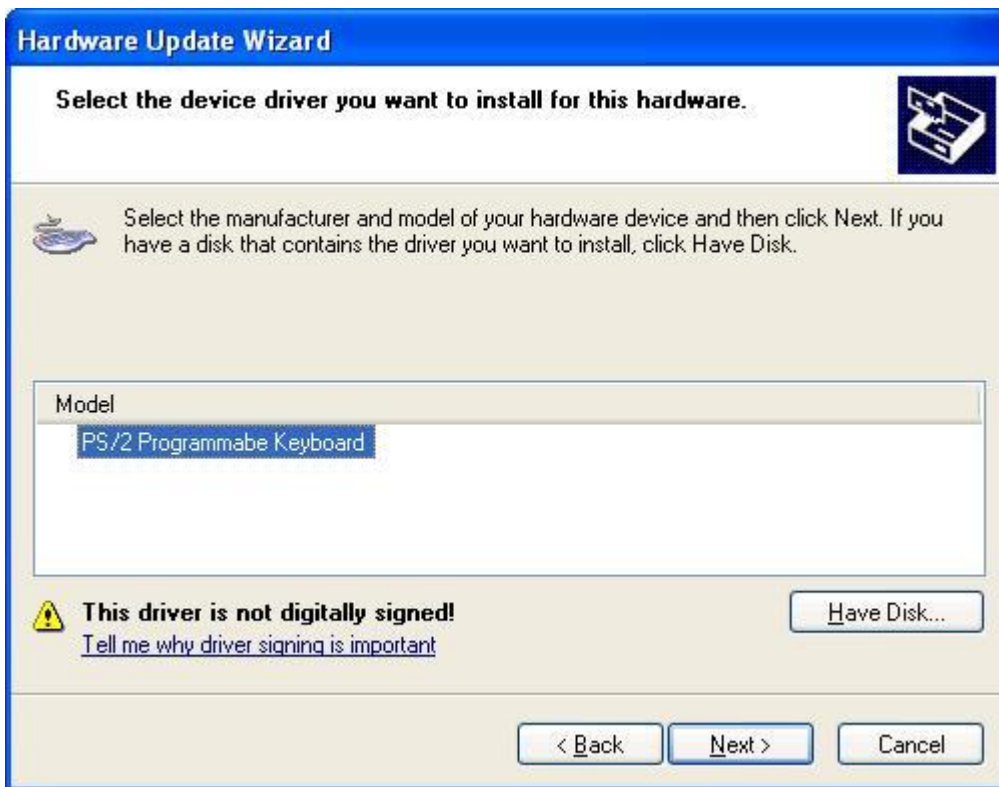 Hardware Update Wizard
Select the device driver you want to install for this hardware.
Select the manufacturer and model of your hardware device and then click Next. If you
have a disk that contains the driver you want to install, click Have Disk.
Model
PS/2 Programmabe Keyboard
This driver is not digitally signed!
Have Disk...
Tell me why driver signing is important
< Back
Next >
Cancel